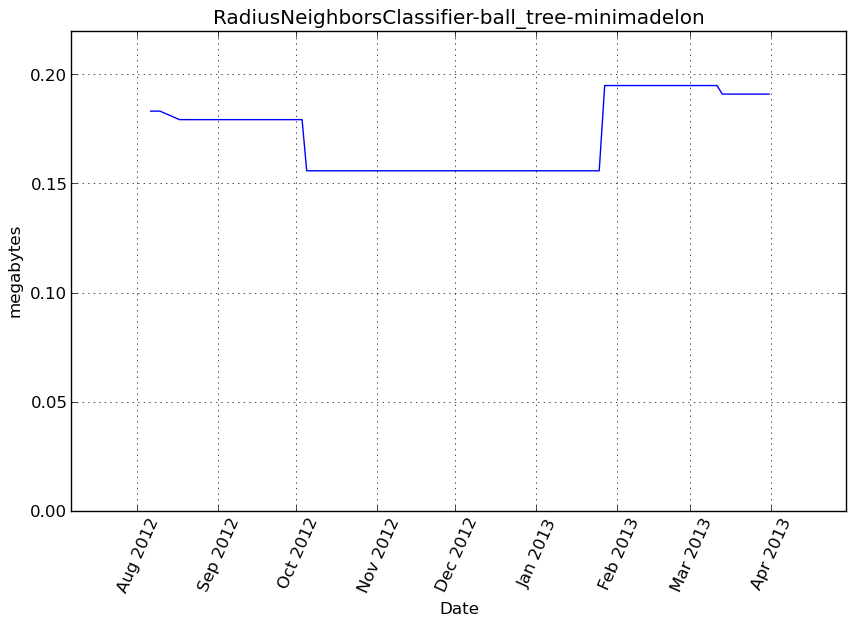 RadiusNeighborsClassifier-ball_tree-minimadelon
0.20
0.15
0.10
0.05
0.00
megabytes
Aug 2012
Sep 2012
Oct 2012
Nov 2012
Dec 2012
Jan 2013
Feb 2013
Mar 2013
Apr 2013
Date